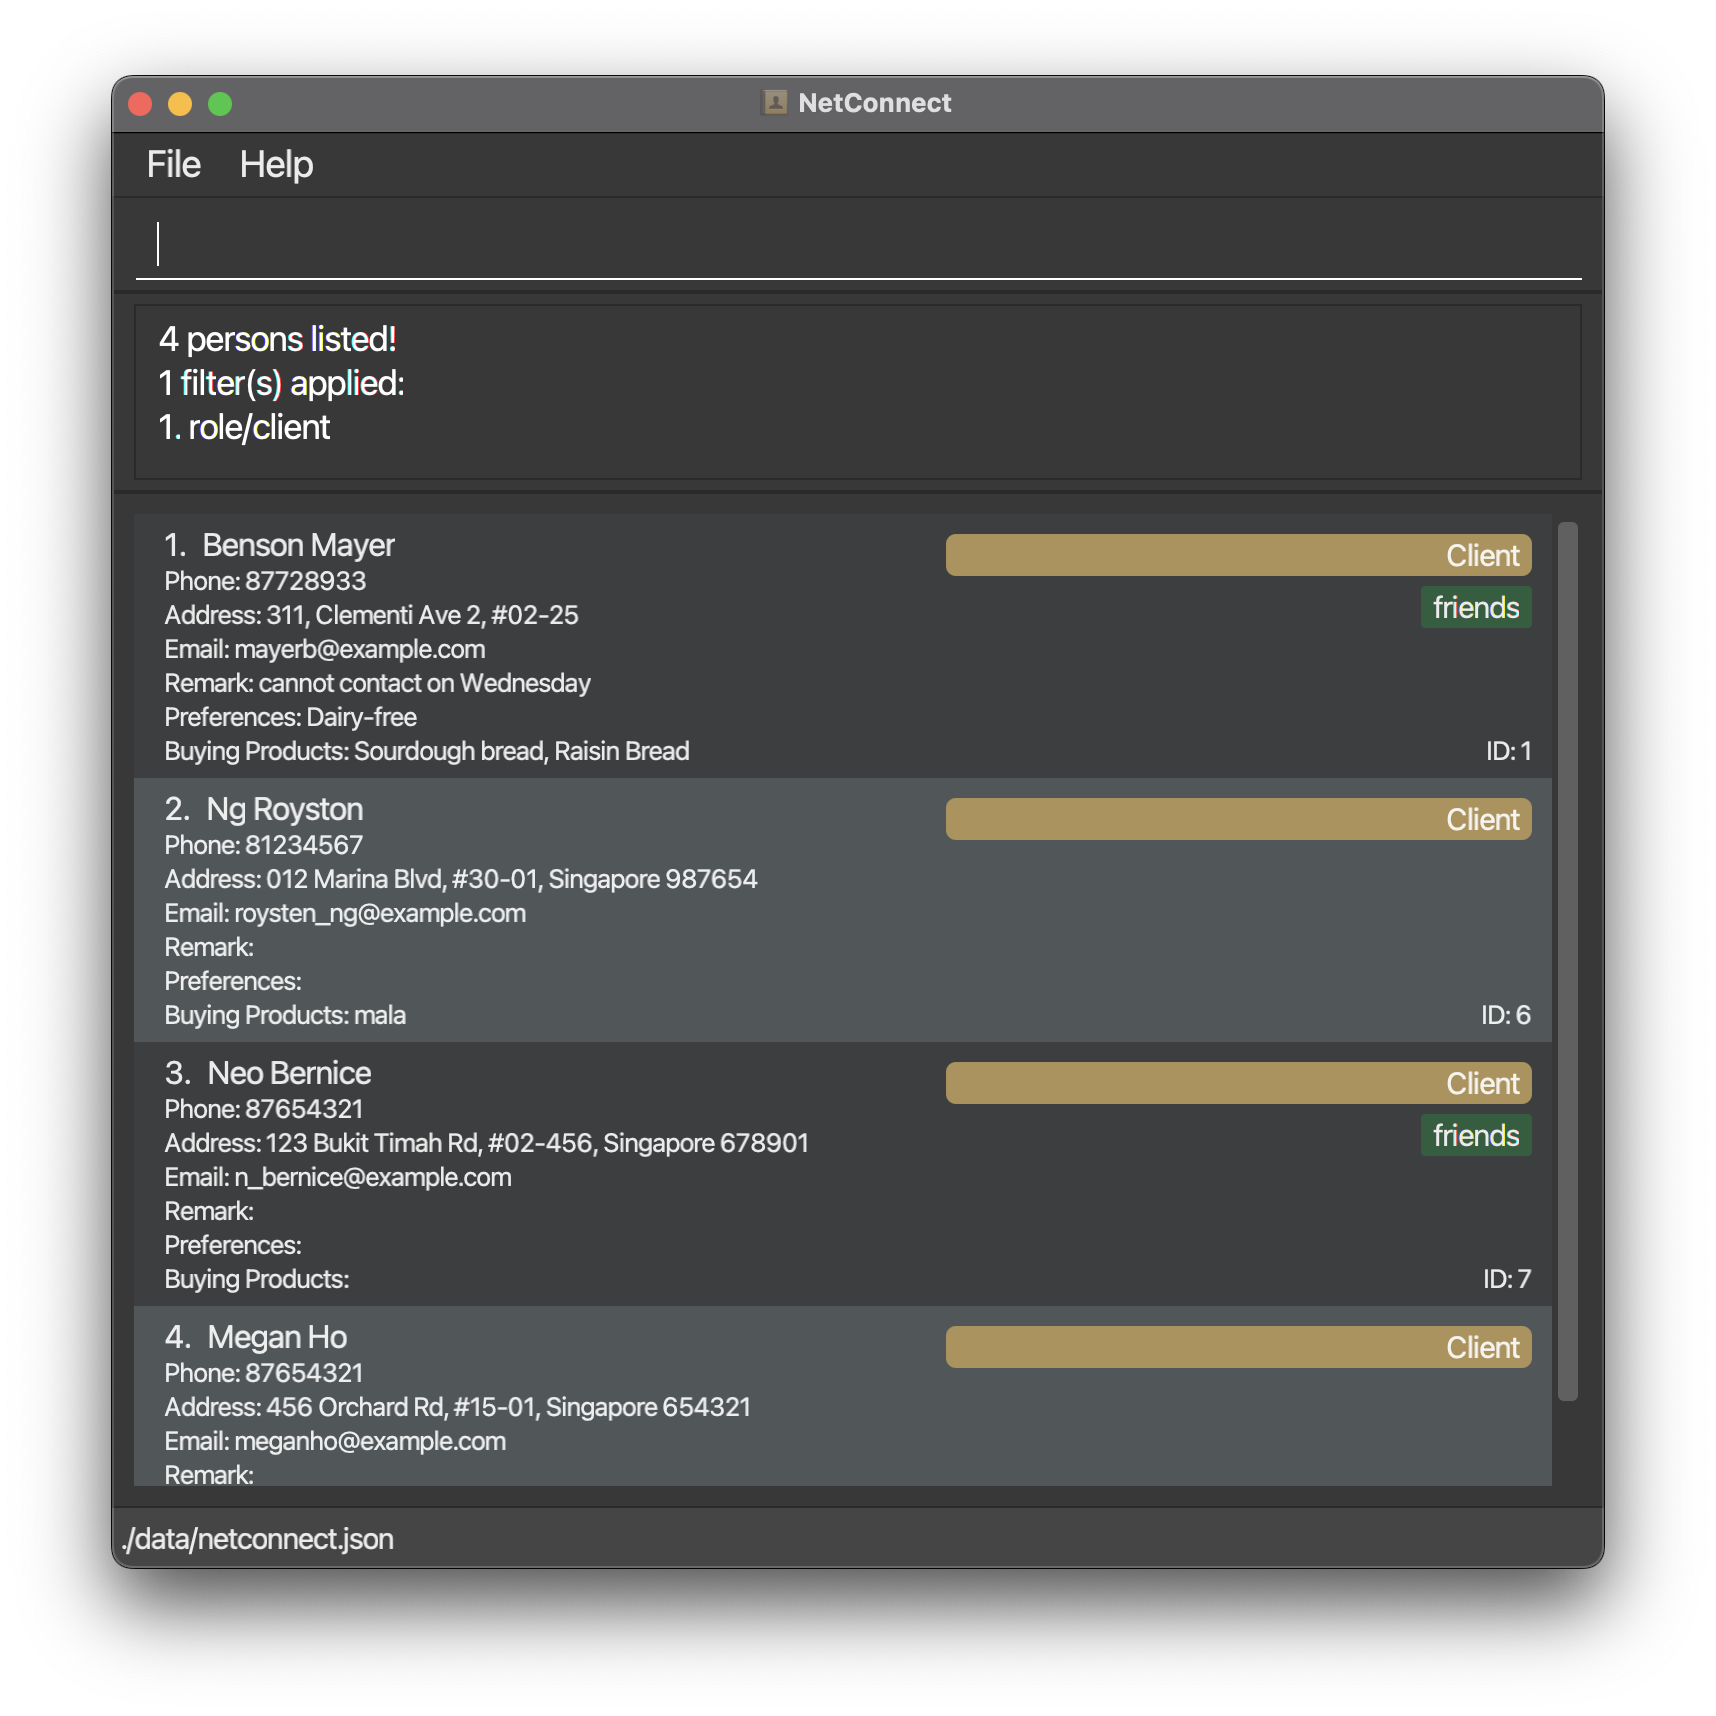 NetConnect
File Help
4 persons listed!
1 filter(s) applied:
1. role/client
1. Benson Mayer
Client
Phone: 87728933
friends
Address: 311, Clementi Ave 2, #02-25
Email: mayerb@example.com
Remark: cannot contact on Wednesday
Preferences: Dairy-free
Buying Products: Sourdough bread, Raisin Bread
ID: 1
2. Ng Royston
Client
Phone: 81234567
Address: 012 Marina Blvd, #30-01, Singapore 987654
Email: roysten_ng@example.com
Remark:
Preferences:
Buying Products: mala
ID: 6
3. Neo Bernice
Client
Phone: 87654321
friends
Address: 123 Bukit Timah Rd, #02-456, Singapore 678901
Email: n_bernice@example.com
Remark:
Preferences:
Buying Products:
ID: 7
4. Megan Ho
Client
Phone: 87654321
Address: 456 Orchard Rd, #15-01, Singapore 654321
Email: meganho@example.com
Remark:
./data/netconnect.json